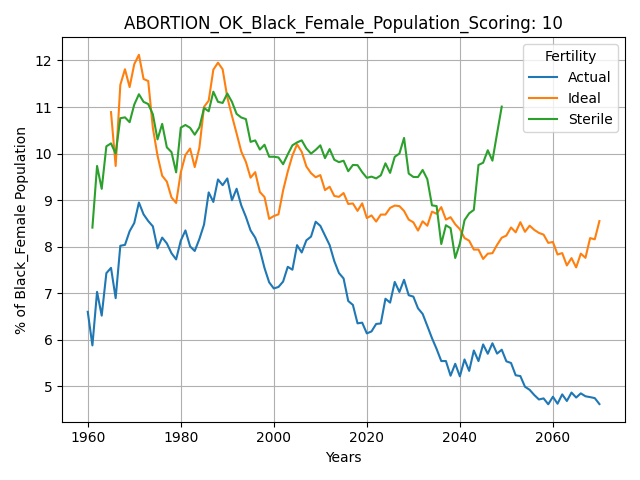 ABORTION_OK_Black_Female_Population_Scoring: 10
% of Black_Female Population
12
11
10
9
8
7
6
5
1960
1980
2000
2020
2040
2060
Years
Fertility
Actual
Ideal
Sterile